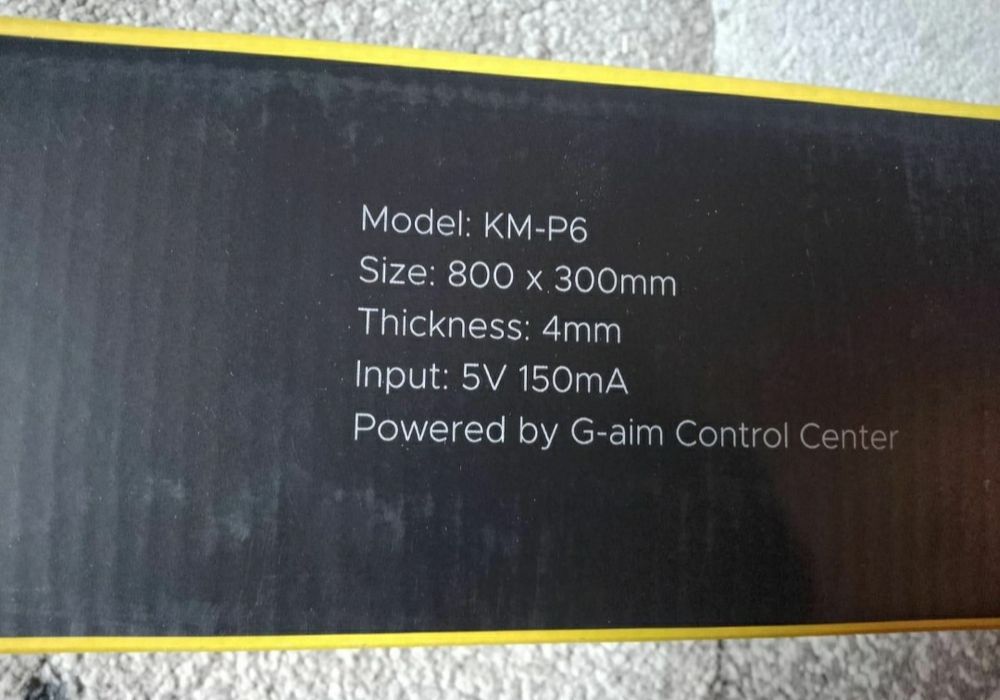 Model: KM-P6
Size: 800 x 300mm
Thickness: 4mm
Input: 5V 150mA
Powered by G-aim Control Center